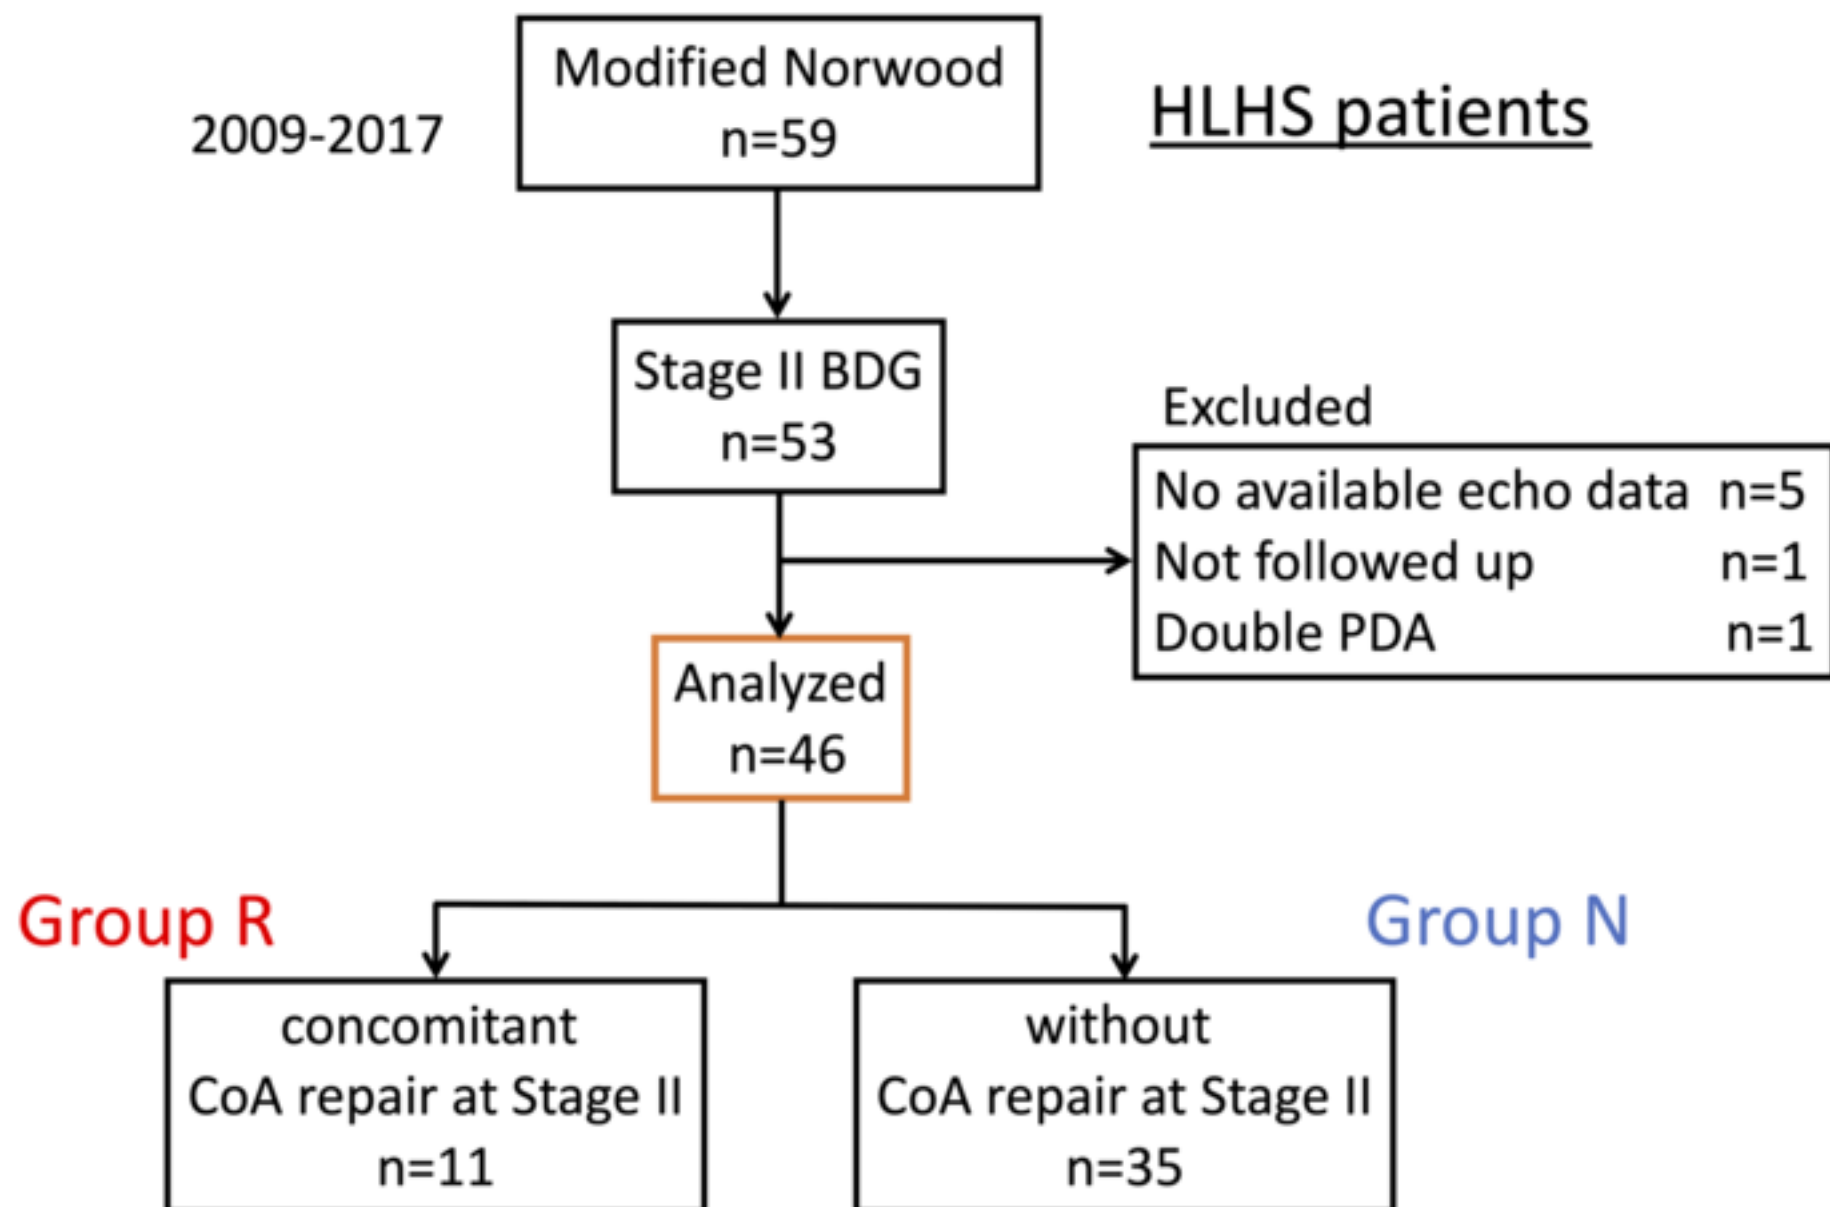 Modified Norwood
n=59
2009-2017
HLHS patients
Stage II BDG
n=53
Excluded
No available echo data n=5
Not followed up n=1
Double PDA n=1
Analyzed
n=46
Group R
Group N
concomitant
CoA repair at Stage II
n=11
without
CoA repair at Stage II
n=35